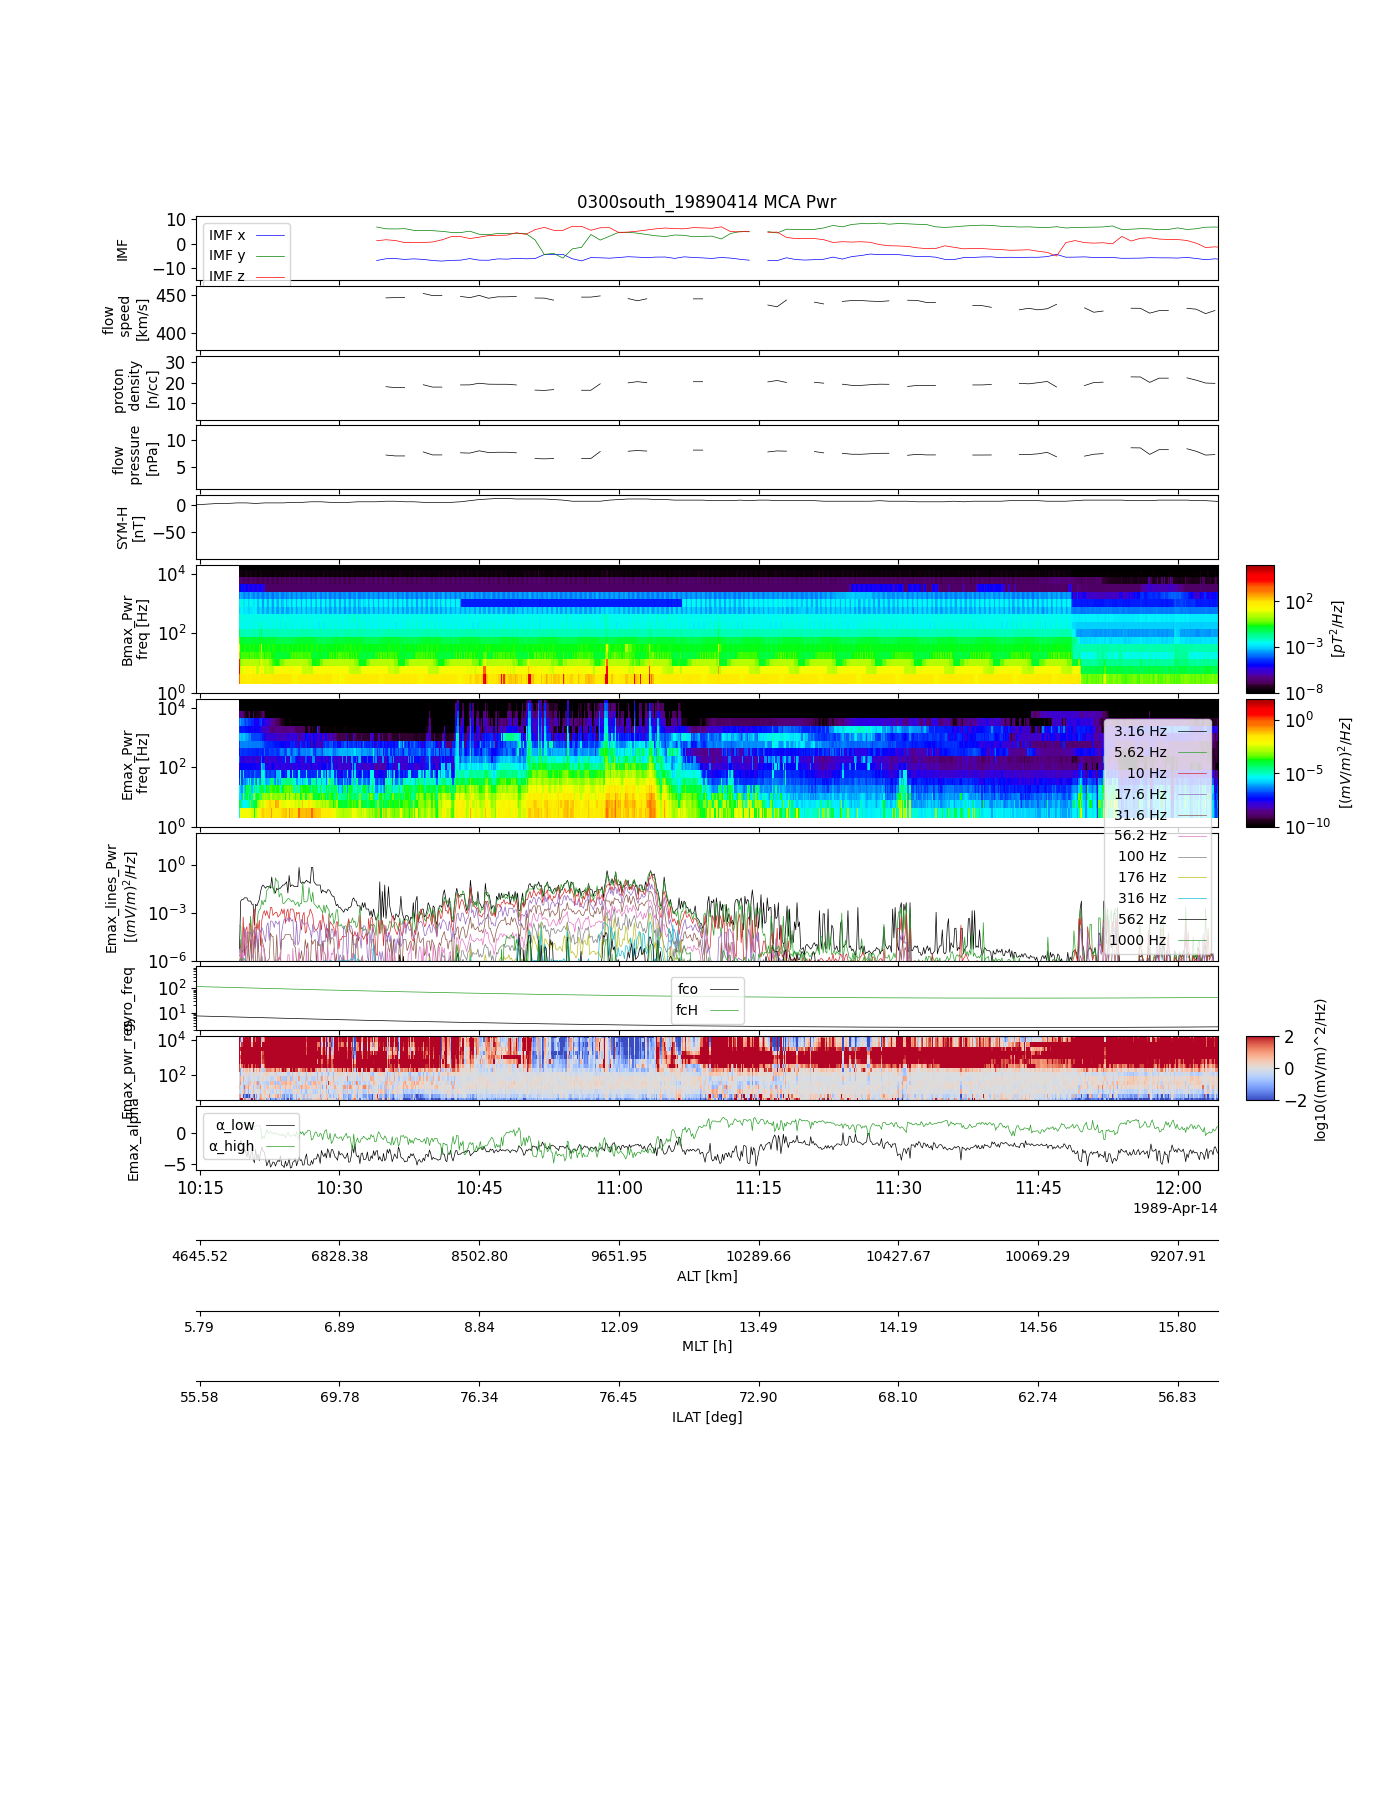 0300south_19890414 MCA Pwr
10
0
−10
IMF
IMF x
IMF y
IMF z
450
400
flow
speed
[km/s]
30
20
10
proton
density
[n/cc]
10
5
flow
pressure
[nPa]
0
−50
SYM-H
[nT]
10^4
10^2
10^0
Bmax_Pwr
freq [Hz]
10^2
10^−3
10^−8
[pT^2/Hz]
10^4
10^2
10^0
Emax_Pwr
freq [Hz]
10^0
10^−5
10^−10
[(mV/m)^2/Hz]
3.16 Hz
5.62 Hz
10 Hz
17.6 Hz
31.6 Hz
56.2 Hz
100 Hz
176 Hz
316 Hz
562 Hz
1000 Hz
10^0
10^−3
10^−6
Emax_lines_Pwr
[(mV/m)^2/Hz]
10^2
10^1
gyro_freq
fco
fcH
10^4
10^2
Emax_pwr_reg
2
0
−2
log10((mV/m)^2/Hz)
0
−5
Emax_alpha
α_low
α_high
10:15 10:30 10:45 11:00 11:15 11:30 11:45 12:00
1989-Apr-14
4645.52 6828.38 8502.80 9651.95 10289.66 10427.67 10069.29 9207.91
ALT [km]
5.79 6.89 8.84 12.09 13.49 14.19 14.56 15.80
MLT [h]
55.58 69.78 76.34 76.45 72.90 68.10 62.74 56.83
ILAT [deg]